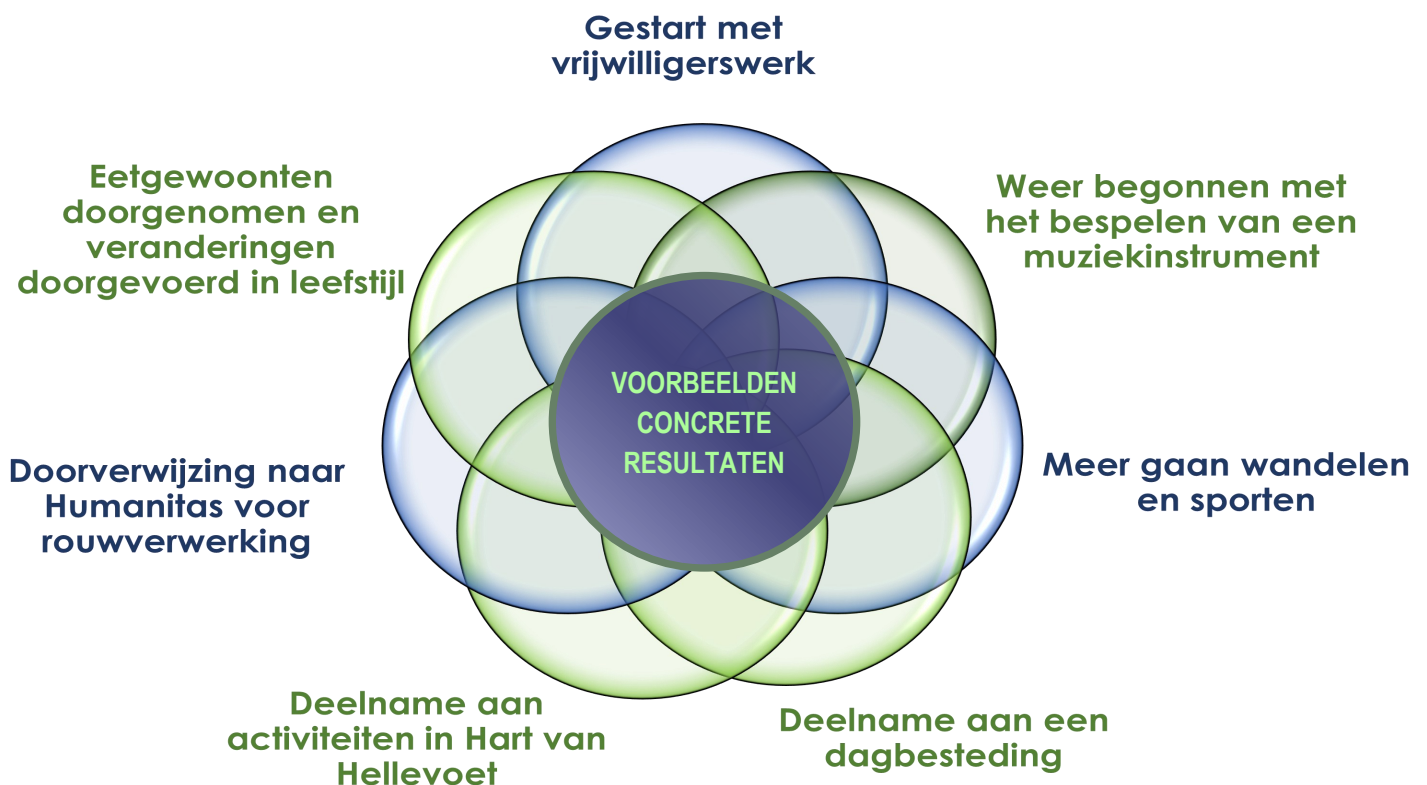 Gestart met
vrijwilligerswerk
Eetgewoonten
doorgenomen en
veranderingen
doorgevoerd in leefstijl
Weer begonnen met
het bespelen van een
muziekinstrument
VOORBEELDEN
CONCRETE
RESULTATEN
Doorverwijzing naar
Humanitas voor
rouwverwerking
Meer gaan wandelen
en sporten
Deelname aan
activiteiten in Hart van
Hellevoet
Deelname aan een
dagbesteding